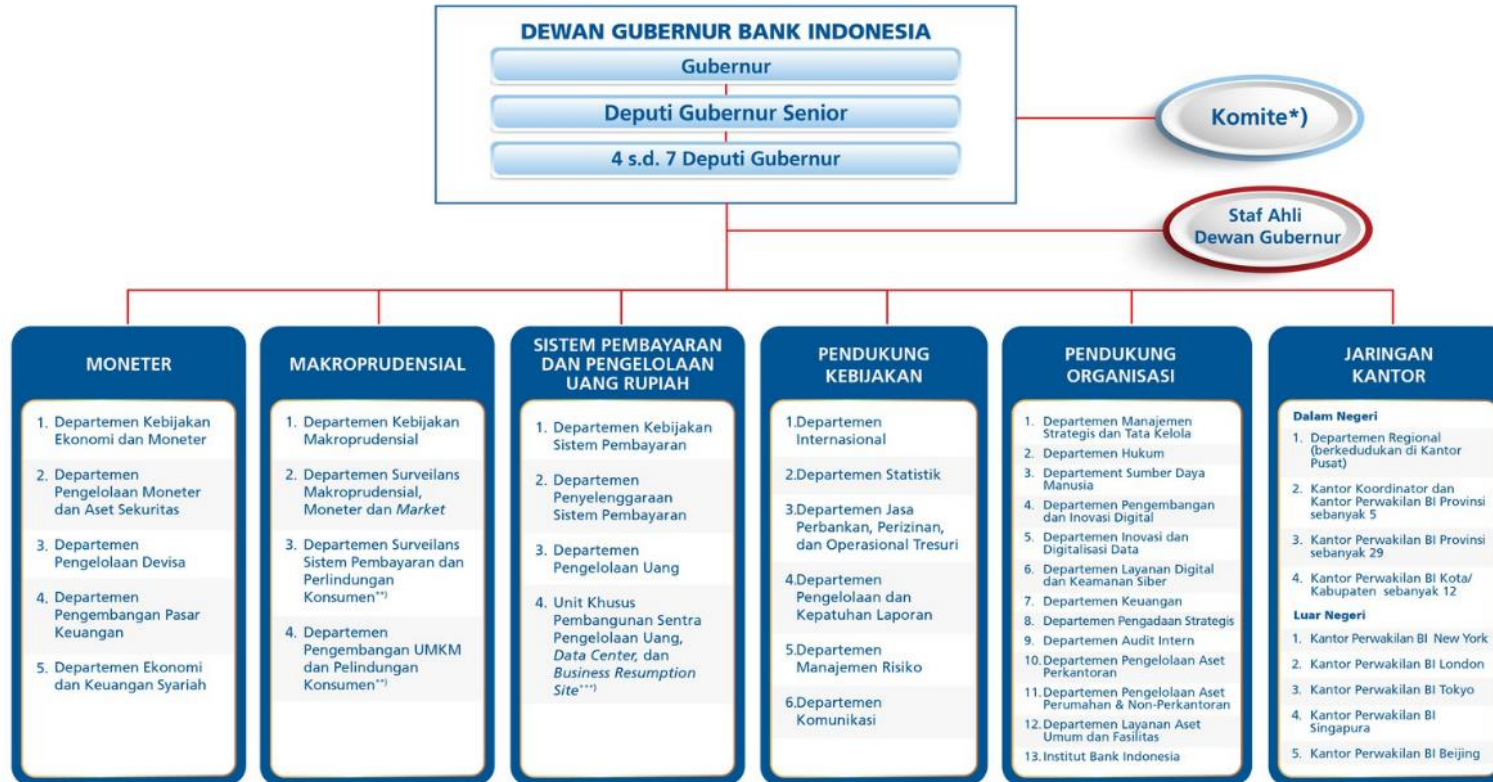 DEWAN GUBERNUR BANK INDONESIA
Gubernur
Deputi Gubernur Senior
4 s.d. 7 Deputi Gubernur
Komite*)
Staf Ahli
Dewan Gubernur
MONETER
1. Departemen Kebijakan
Ekonomi dan Moneter
2. Departemen
Pengelolaan Moneter
dan Aset Sekuritas
3. Departemen
Pengelolaan Devisa
4. Departemen
Pengembangan Pasar
Keuangan
5. Departemen Ekonomi
dan Keuangan Syariah
MAKROPRUDENSIAL
1. Departemen Kebijakan
Makroprudensial
2. Departemen Surveilans
Makroprudensial,
Moneter dan Market
3. Departemen Surveilans
Sistem Pembayaran dan
Perlindungan
Konsumen**)
4. Departemen
Pengembangan UMKM
dan Pelindungan
Konsumen**)
SISTEM PEMBAYARAN
DAN PENGELOLAAN
UANG RUPIAH
1. Departemen Kebijakan
Sistem Pembayaran
2. Departemen
Penyelenggaraan
Sistem Pembayaran
3. Departemen
Pengelolaan Uang
4. Unit Khusus
Pembangunan Sentra
Pengelolaan Uang,
Data Center, dan
Business Resumption
Site***)
PENDUKUNG
KEBIJAKAN
1.Departemen
Internasional
2.Departemen Statistik
3.Departemen Jasa
Perbankan, Perizinan,
dan Operasional Tresuri
4.Departemen
Pengelolaan dan
Kepatuhan Laporan
5.Departemen
Manajemen Risiko
6.Departemen
Komunikasi
PENDUKUNG
ORGANISASI
1. Departemen Manajemen
Strategis dan Tata Kelola
2. Departemen Hukum
3. Departement Sumber Daya
Manusia
4. Departemen Pengembangan
dan Inovasi Digital
5. Departemen Inovasi dan
Digitalisasi Data
6. Departemen Layanan Digital
dan Keamanan Siber
7. Departemen Keuangan
8. Departemen Pengadaan Strategis
9. Departemen Audit Intern
10. Departemen Pengelolaan Aset
Perkantoran
11. Departemen Pengelolaan Aset
Perumahan & Non-Perkantoran
12. Departemen Layanan Aset
Umum dan Fasilitas
13. Institut Bank Indonesia
JARINGAN
KANTOR
Dalam Negeri
1. Departemen Regional
(berkedudukan di Kantor
Pusat)
2. Kantor Koordinator dan
Kantor Perwakilan BI Provinsi
sebanyak 5
3. Kantor Perwakilan BI Provinsi
sebanyak 29
4. Kantor Perwakilan BI Kota/
Kabupaten sebanyak 12
Luar Negeri
1. Kantor Perwakilan BI New York
2. Kantor Perwakilan BI London
3. Kantor Perwakilan BI Tokyo
4. Kantor Perwakilan BI
Singapura
5. Kantor Perwakilan BI Beijing